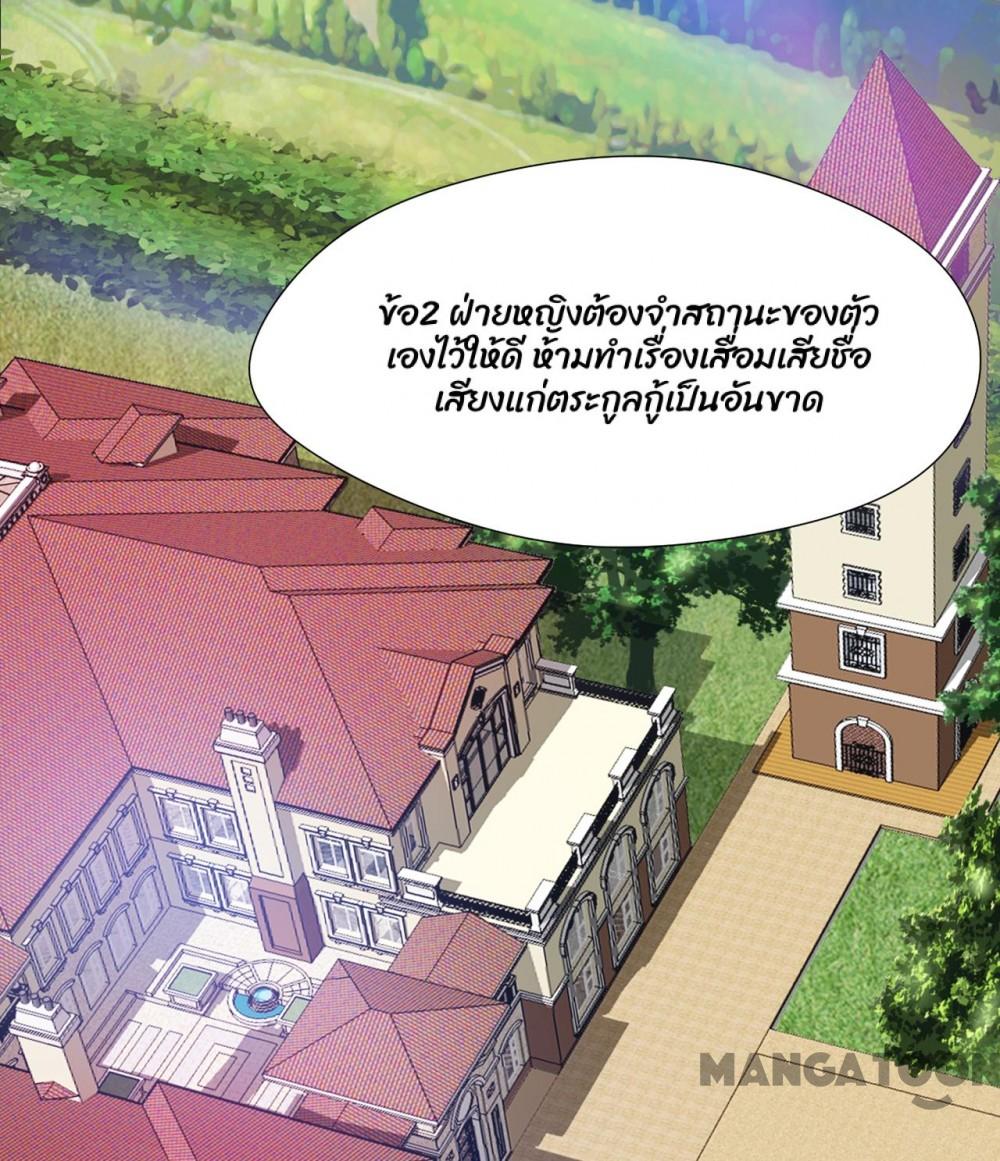 ข้อ2 ฝ่ายหญิงต้องจำสถานะของตัว
เองไว้ให้ดี ห้ามทำเรื่องเสื่อมเสียชื่อ
เสียงแก่ตระกูลกู้เป็นอันขาด
MANGATOON